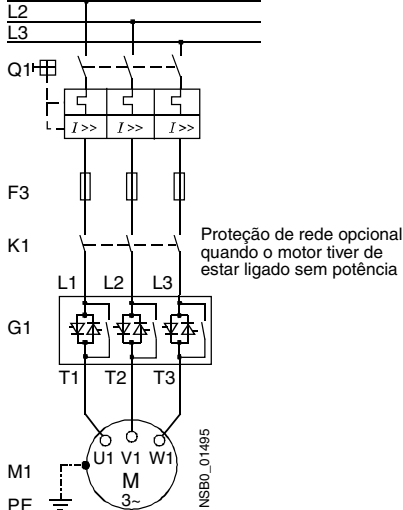 L2
L3
Q1
I>> I>> I>>
F3
K1
Proteção de rede opcional
quando o motor tiver de
estar ligado sem potência
L1 L2 L3
G1
T1 T2 T3
U1 V1 W1
M1
M
3~
PE
NSB0_01495